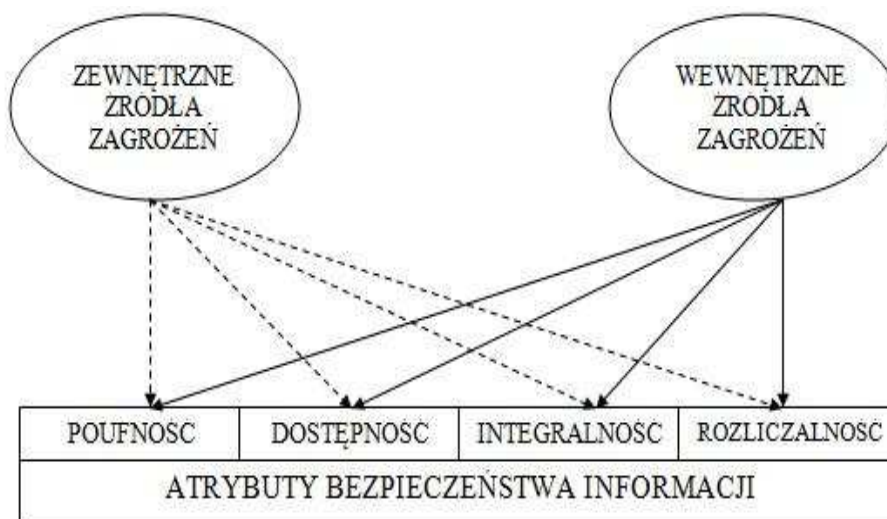 ZEWNĘTRZNE
ŹRÓDŁA
ZAGROŻEŃ
WEWNĘTRZNE
ŹRÓDŁA
ZAGROŻEŃ
POUFNOŚĆ DOSTĘPNOŚĆ INTEGRALNOŚĆ ROZLICZALNOŚĆ
ATRYBUTY BEZPIECZEŃSTWA INFORMACJI